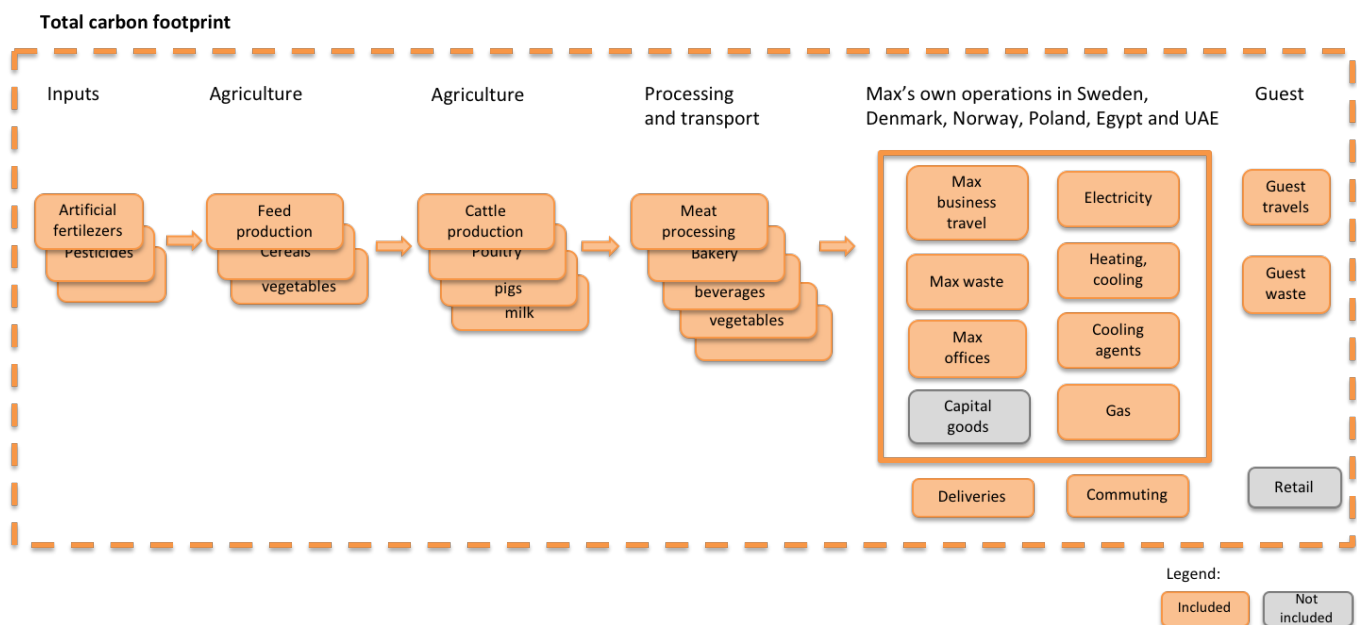 Total carbon footprint
Inputs
Agriculture
Agriculture
Processing
and transport
Max's own operations in Sweden,
Denmark, Norway, Poland, Egypt and UAE
Guest
Artificial
fertilezers
Pesticides
Feed
production
Cereals
vegetables
Cattle
production
Poultry
pigs
milk
Meat
processing
Bakery
beverages
vegetables
Max
business
travel
Electricity
Max waste
Heating,
cooling
Max
offices
Cooling
agents
Capital
goods
Gas
Deliveries
Commuting
Guest
travels
Guest
waste
Retail
Legend:
Included
Not
included